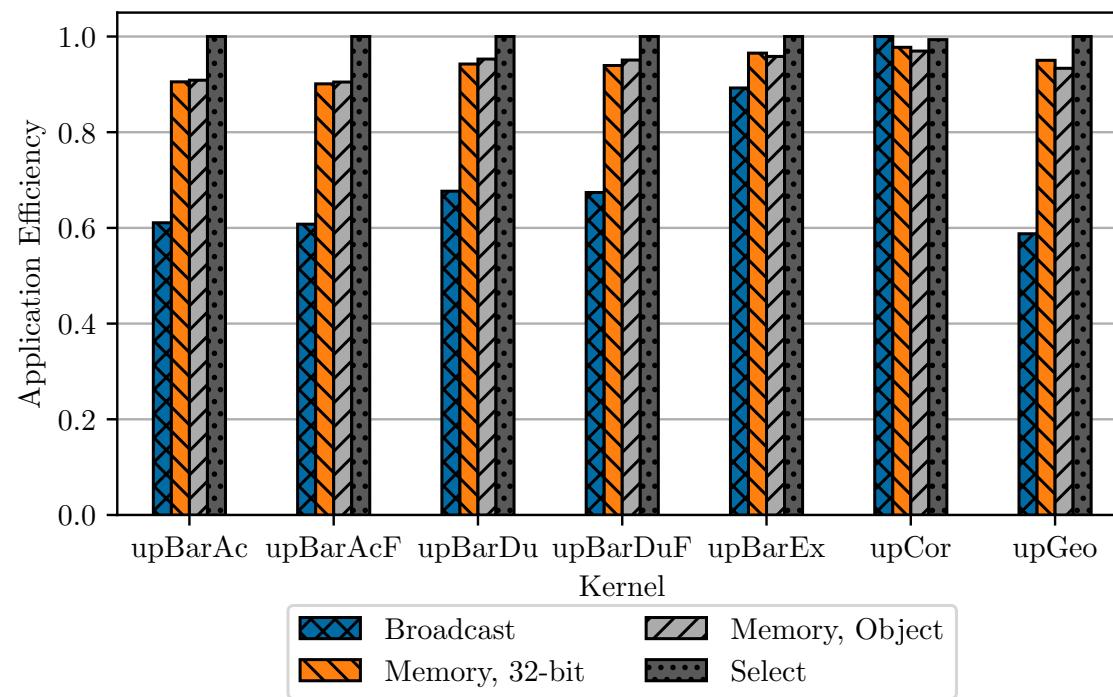 1.0
0.8
0.6
0.4
0.2
0.0
Application Efficiency
upBarAc upBarAcF upBarDu upBarDuF upBarEx upCor upGeo
Kernel
Broadcast
Memory, 32-bit
Memory, Object
Select